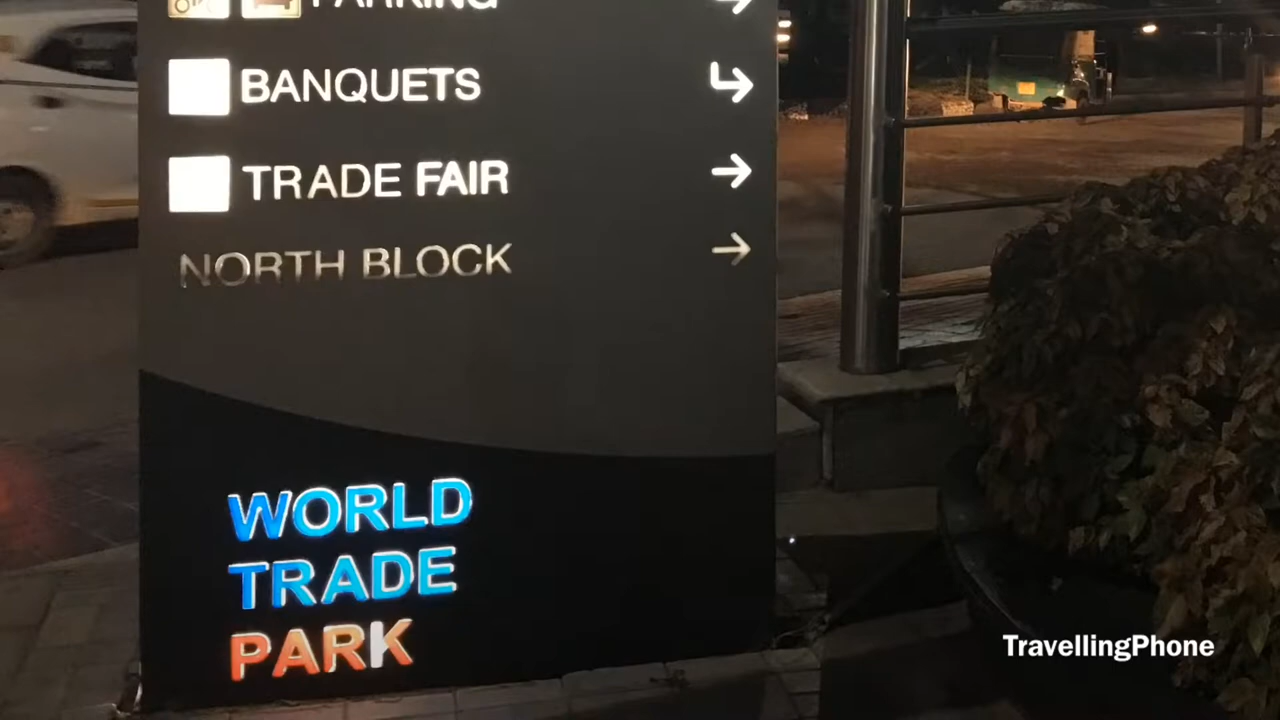 PARKING
BANQUETS
TRADE FAIR
NORTH BLOCK
WORLD
TRADE
PARK
TravellingPhone